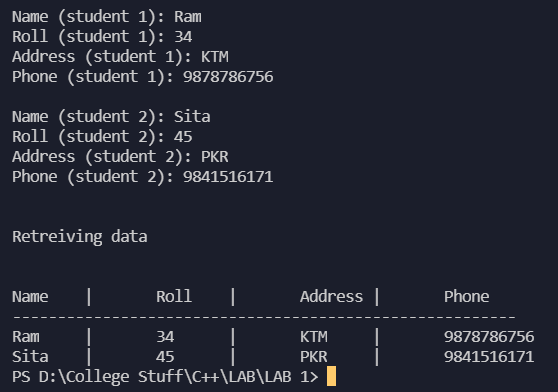 Name (student 1): Ram
Roll (student 1): 34
Address (student 1): KTM
Phone (student 1): 9878786756
Name (student 2): Sita
Roll (student 2): 45
Address (student 2): PKR
Phone (student 2): 9841516171
Retreiving data
Name | Roll | Address | Phone
--------------------------------------------------------
Ram | 34 | KTM | 9878786756
Sita | 45 | PKR | 9841516171
PS D:\College Stuff\C++\LAB\LAB 1>